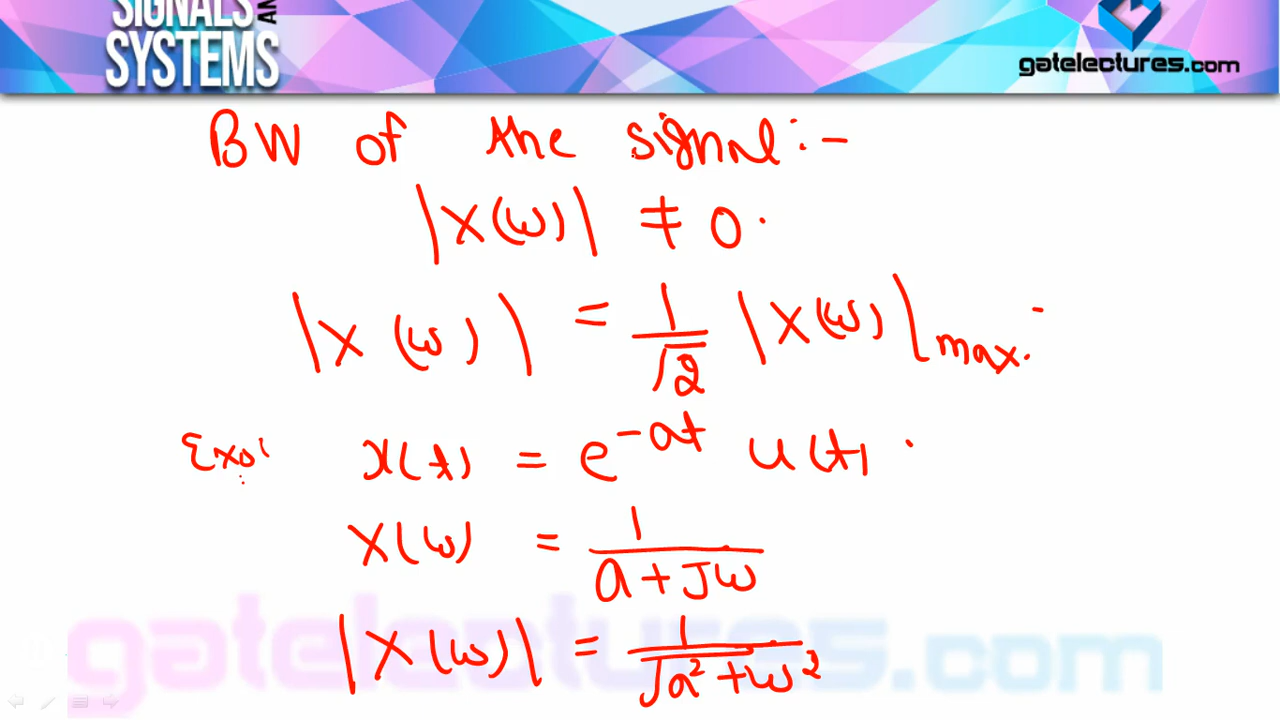 SIGNALS AND
SYSTEMS
gatelectures.com
BW of the signal :-
|X(ω)| ≠ 0.
|X(ω)| = 1/√2 |X(ω)|max.
x(t) = e^-at u(t).
X(ω) = 1/(a+jω)
|X(ω)| = 1/√(a²+ω²)
gatelectures.com